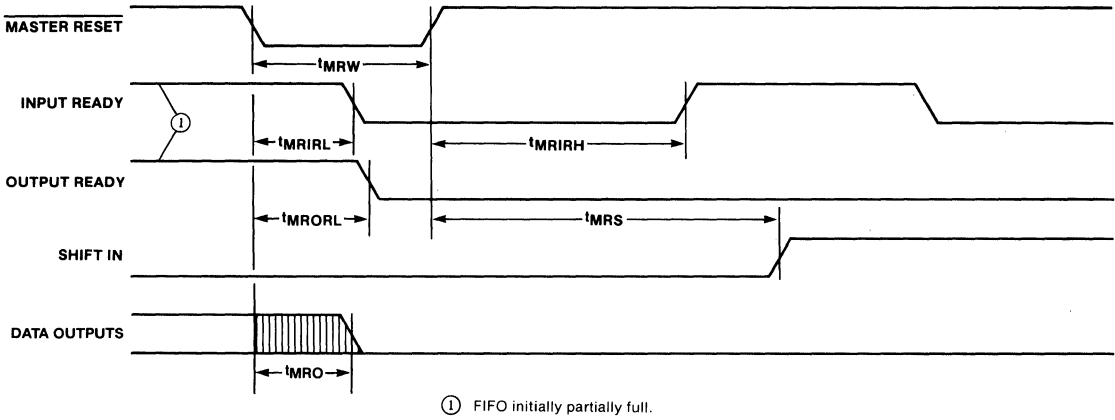 MASTER RESET
tMRW
INPUT READY
①
tMRIRL
tMRIRH
OUTPUT READY
tMRORL
tMRS
SHIFT IN
DATA OUTPUTS
tMRO
① FIFO initially partially full.